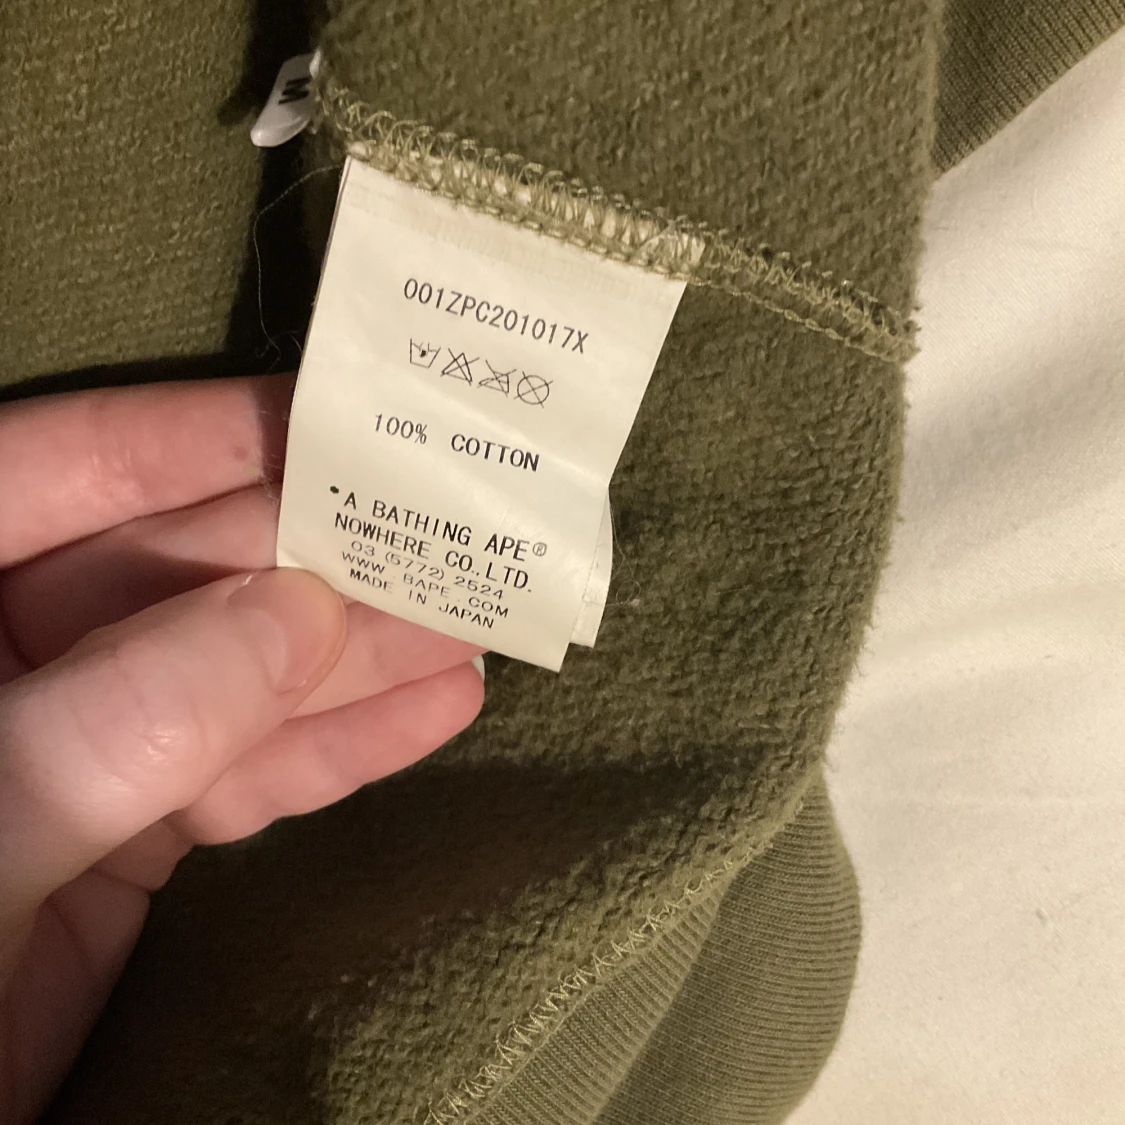 M
001ZPC201017X
100% COTTON
•A BATHING APE®
NOWHERE CO.,LTD.
03 (5772) 2524
WWW. BAPE. COM
MADE IN JAPAN